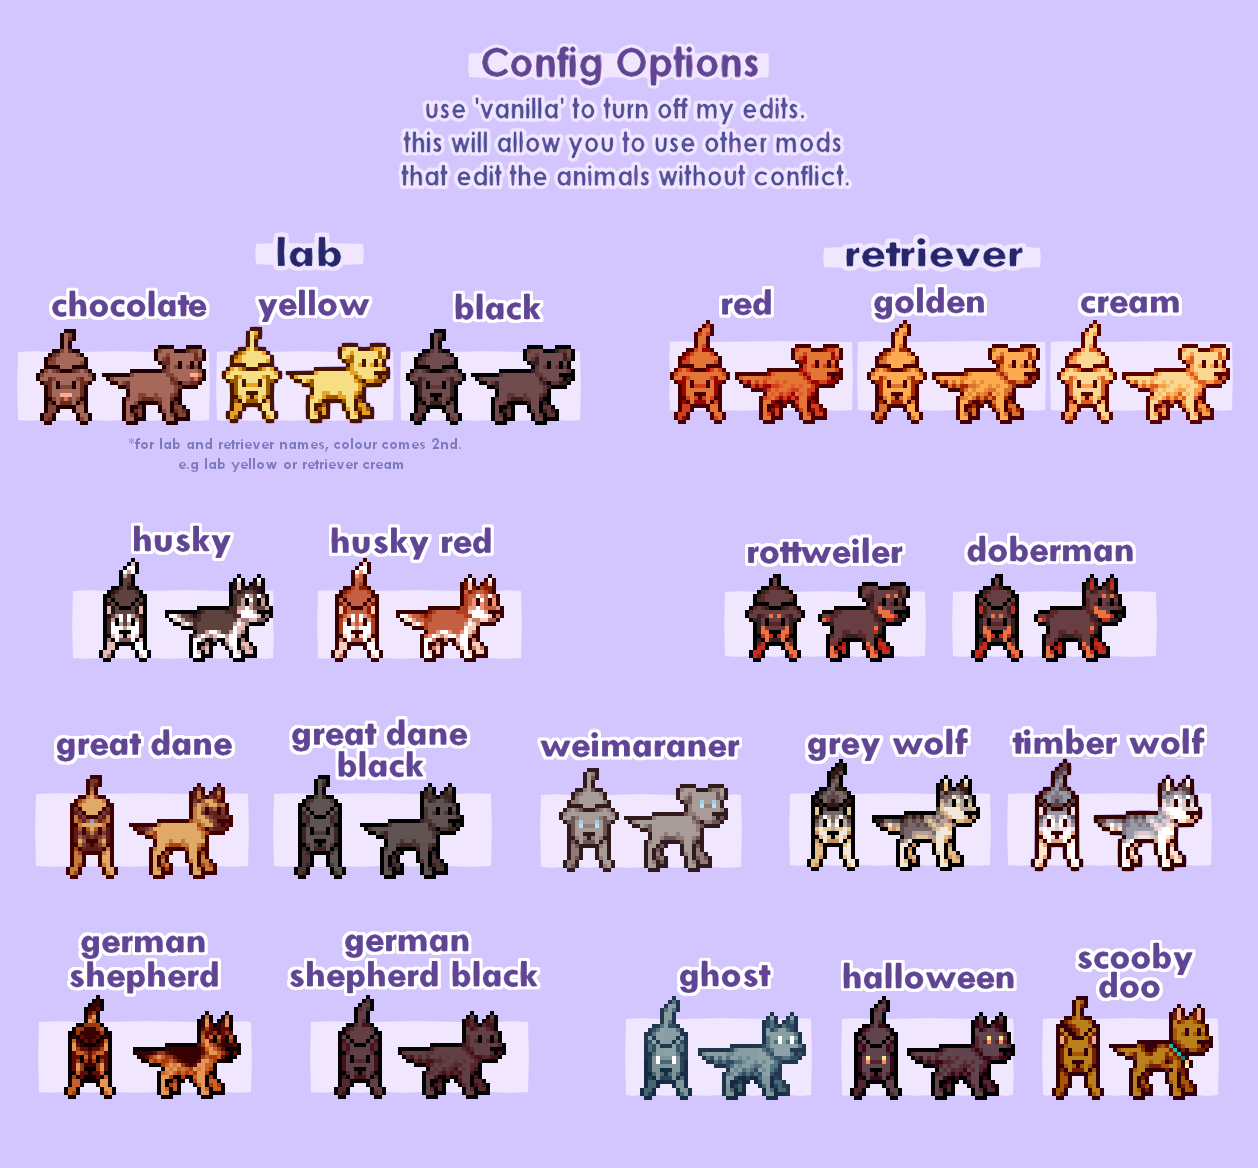 Config Options
use 'vanilla' to turn off my edits.
this will allow you to use other mods
that edit the animals without conflict.
lab
chocolate
yellow
black
*for lab and retriever names, colour comes 2nd.
e.g lab yellow or retriever cream
retriever
red
golden
cream
husky
husky red
rottweiler
doberman
great dane
great dane
black
weimaraner
grey wolf
timber wolf
german
shepherd
german
shepherd black
ghost
halloween
scooby
doo